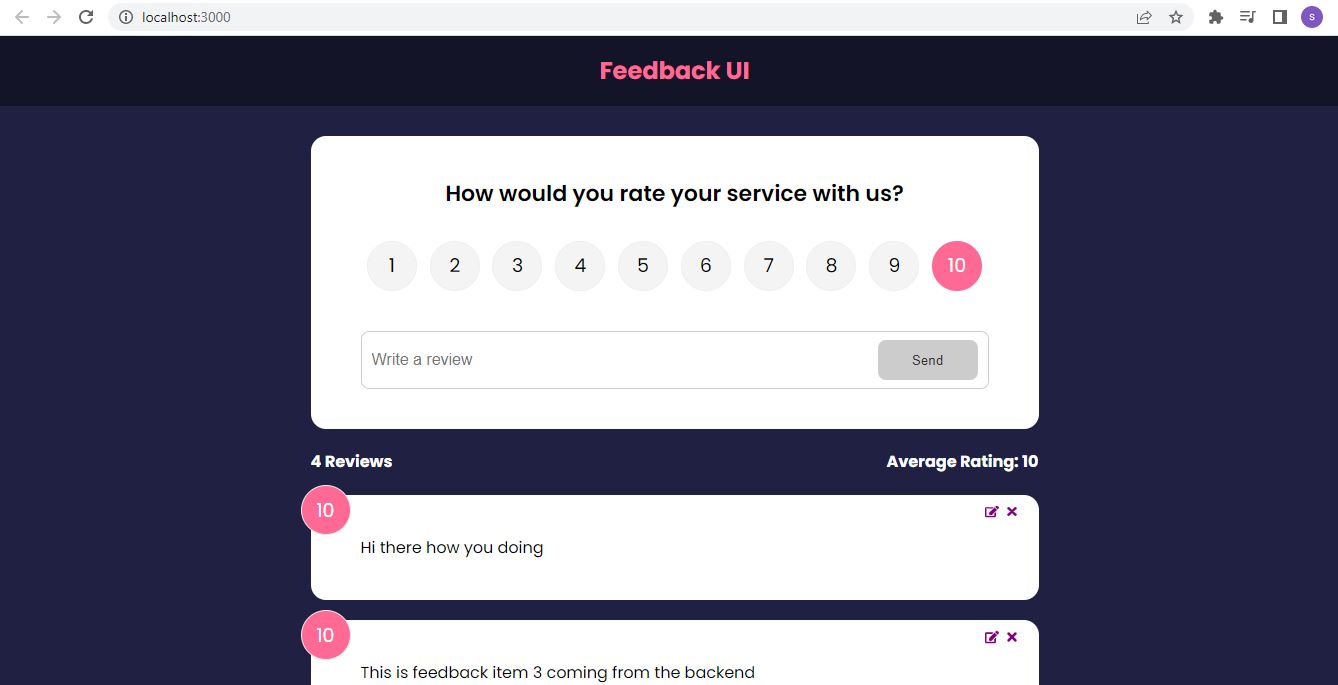 localhost:3000
S
Feedback UI
How would you rate your service with us?
1 2 3 4 5 6 7 8 9 10
Write a review Send
4 Reviews Average Rating: 10
10
Hi there how you doing
10
This is feedback item 3 coming from the backend